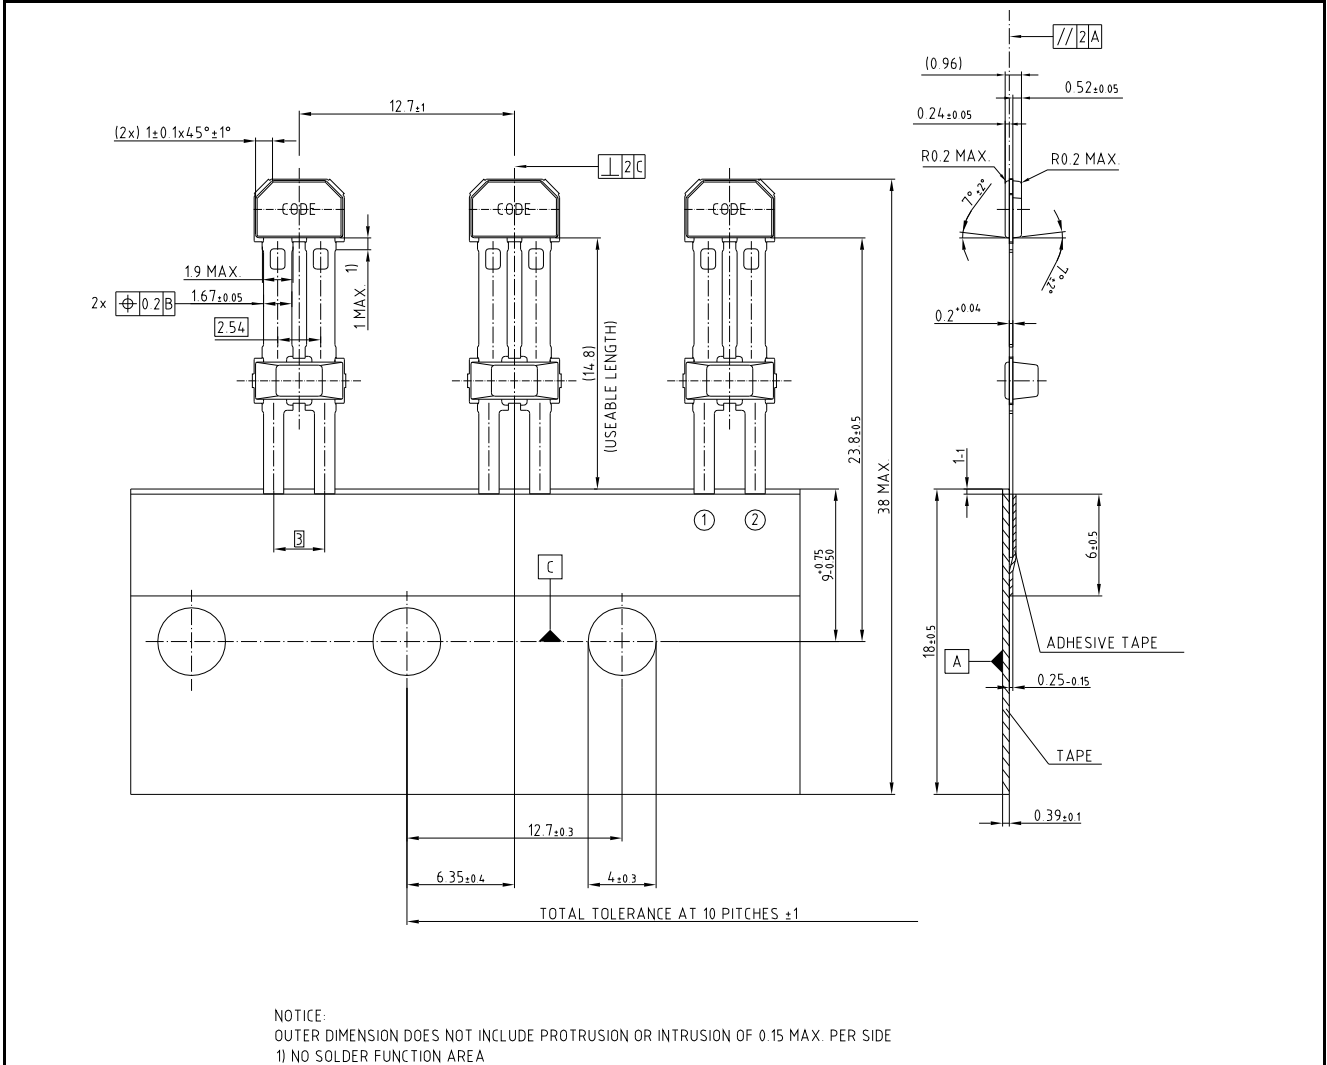 // 2 A
(0.96)
0.52±0.05
12.7±1
0.24±0.05
(2x) 1±0.1x45°±1°
R0.2 MAX.
R0.2 MAX.
⊥ 2 C
7°±2°
CODE
CODE
CODE
1.9 MAX.
1 MAX. 1)
7°±2°
2x ⌖ 0.2 B
1.67±0.05
0.2+0.04
2.54
(14.8)
(USEABLE LENGTH)
23.8±0.5
38 MAX.
1-1
1
2
3
6±0.5
9+0.75-0.50
C
18±0.5
ADHESIVE TAPE
A
0.25-0.15
TAPE
0.39±0.1
12.7±0.3
6.35±0.4
4±0.3
TOTAL TOLERANCE AT 10 PITCHES ±1
NOTICE:
OUTER DIMENSION DOES NOT INCLUDE PROTRUSION OR INTRUSION OF 0.15 MAX. PER SIDE
1) NO SOLDER FUNCTION AREA